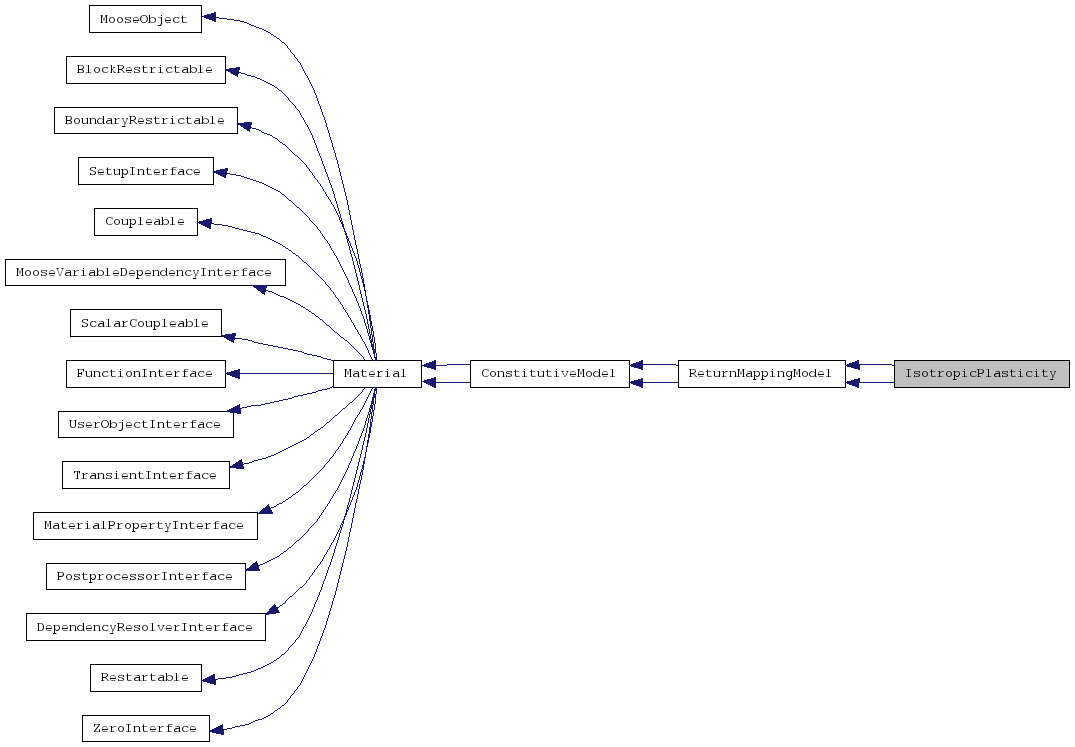 MooseObject
BlockRestrictable
BoundaryRestrictable
SetupInterface
Coupleable
MooseVariableDependencyInterface
ScalarCoupleable
FunctionInterface
Material
ConstitutiveModel
ReturnMappingModel
IsotropicPlasticity
UserObjectInterface
TransientInterface
MaterialPropertyInterface
PostprocessorInterface
DependencyResolverInterface
Restartable
ZeroInterface